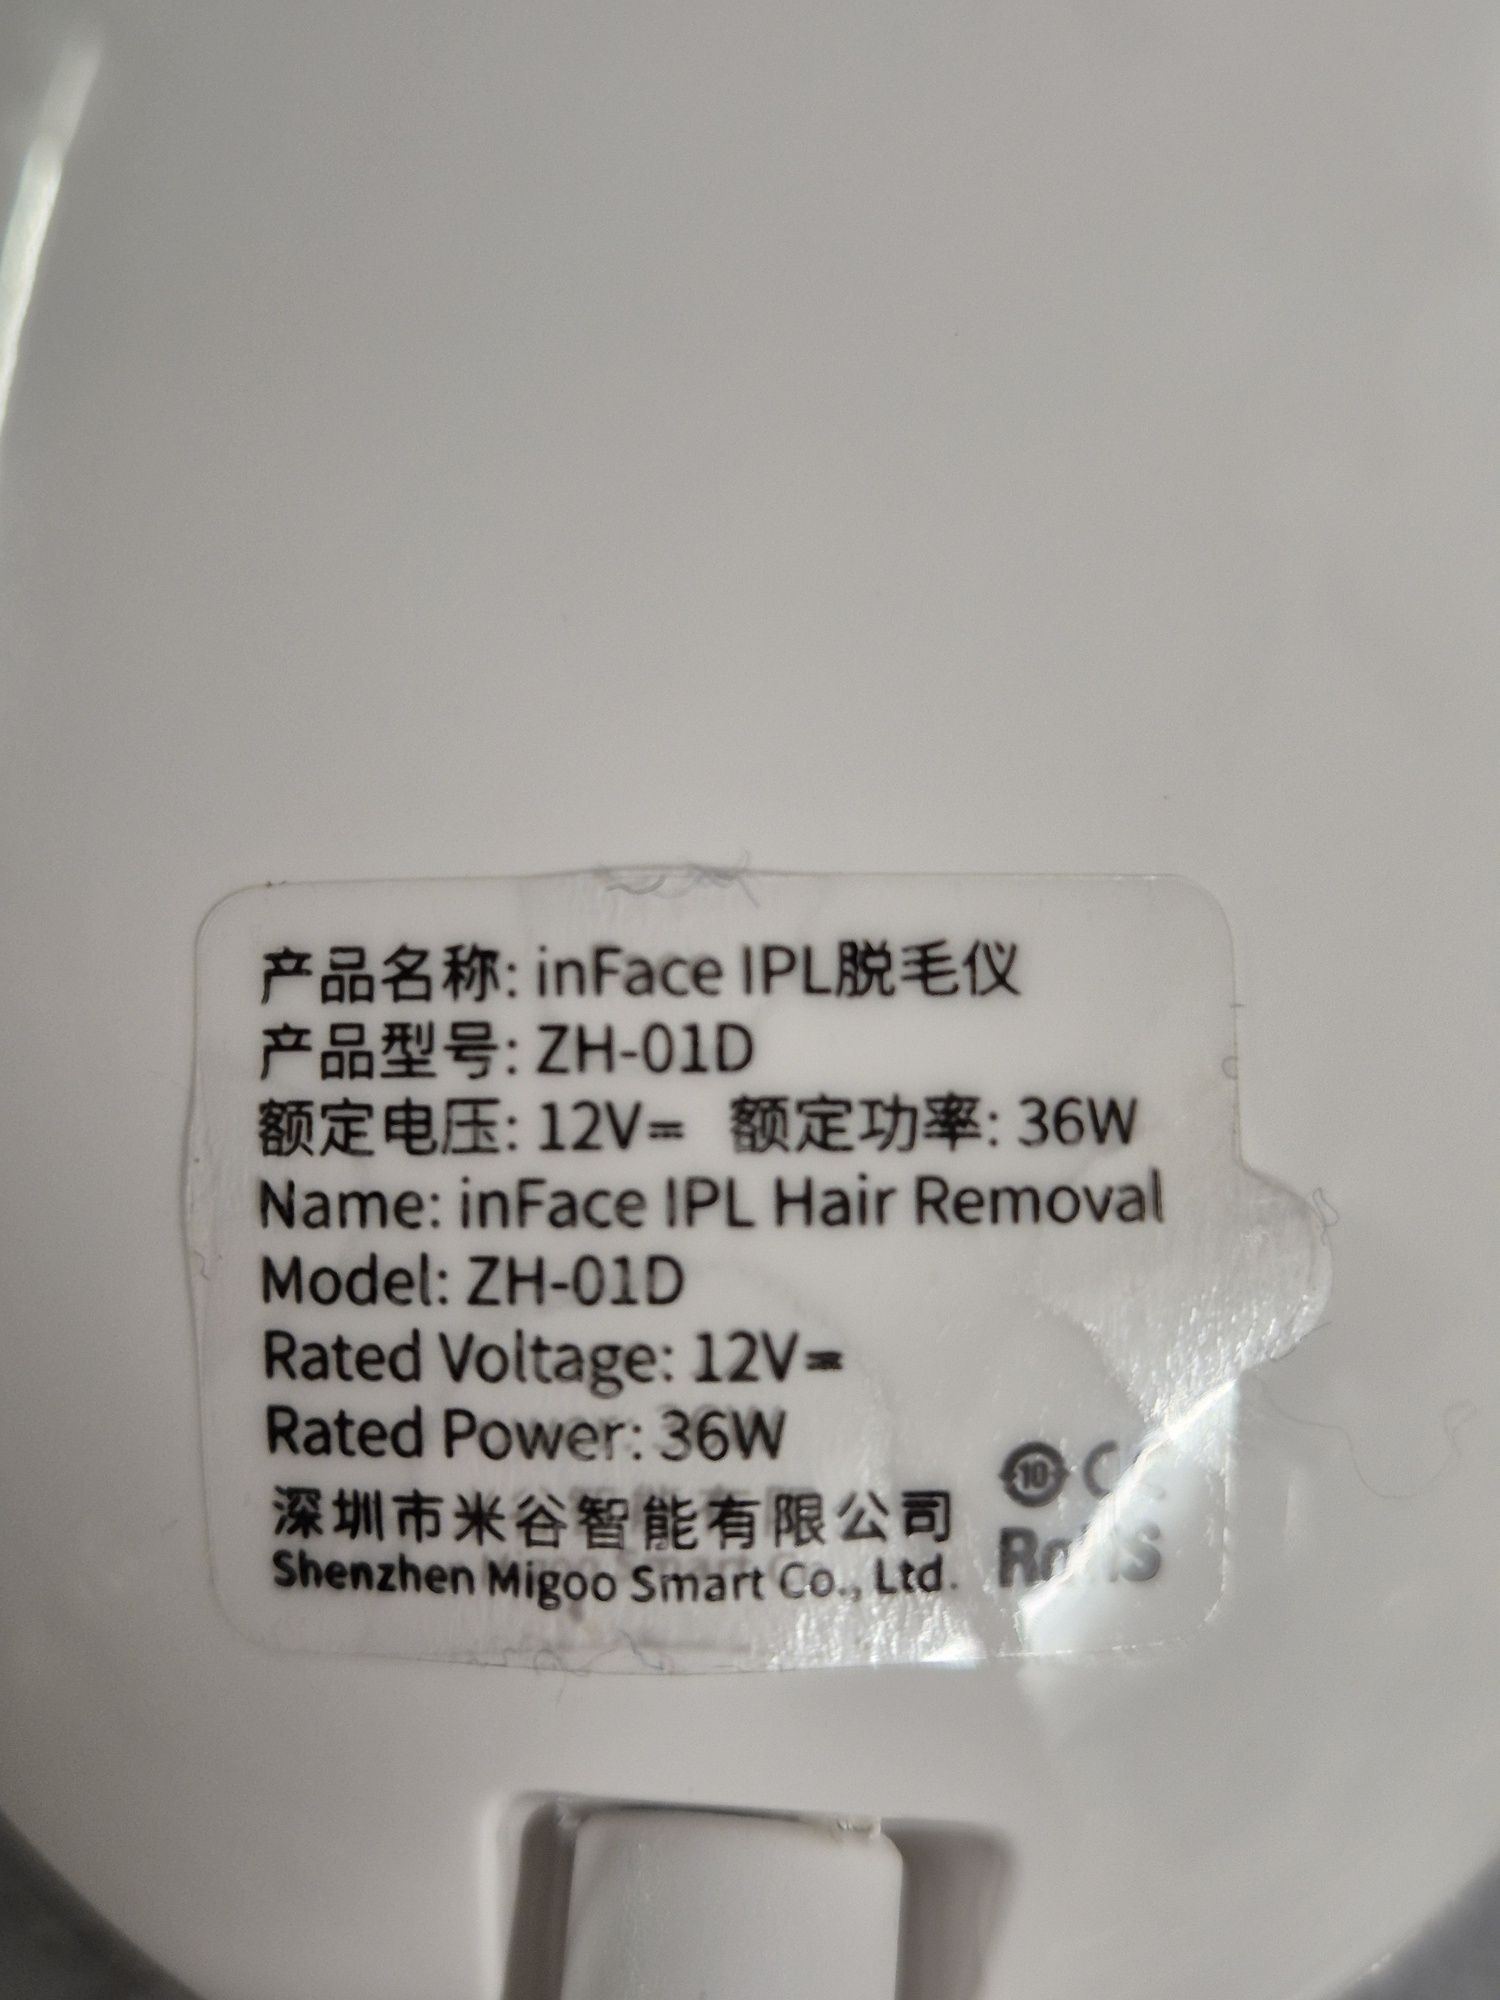 产品名称: inFace IPL脱毛仪
产品型号: ZH-01D
额定电压: 12V⎓ 额定功率: 36W
Name: inFace IPL Hair Removal
Model: ZH-01D
Rated Voltage: 12V⎓
Rated Power: 36W
深圳市米谷智能有限公司
Shenzhen Migoo Smart Co., Ltd.
10
RoHS